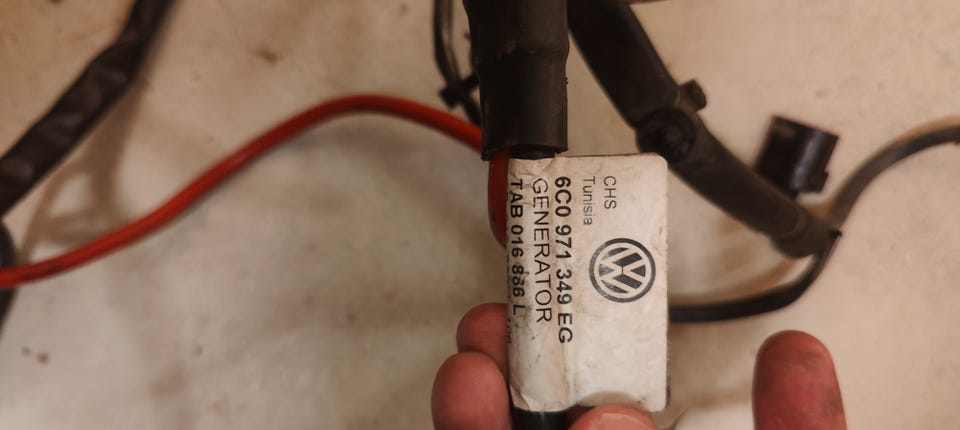 CHS
Tunisia
6C0 971 349 EG
GENERATOR
TAB 016 886 L